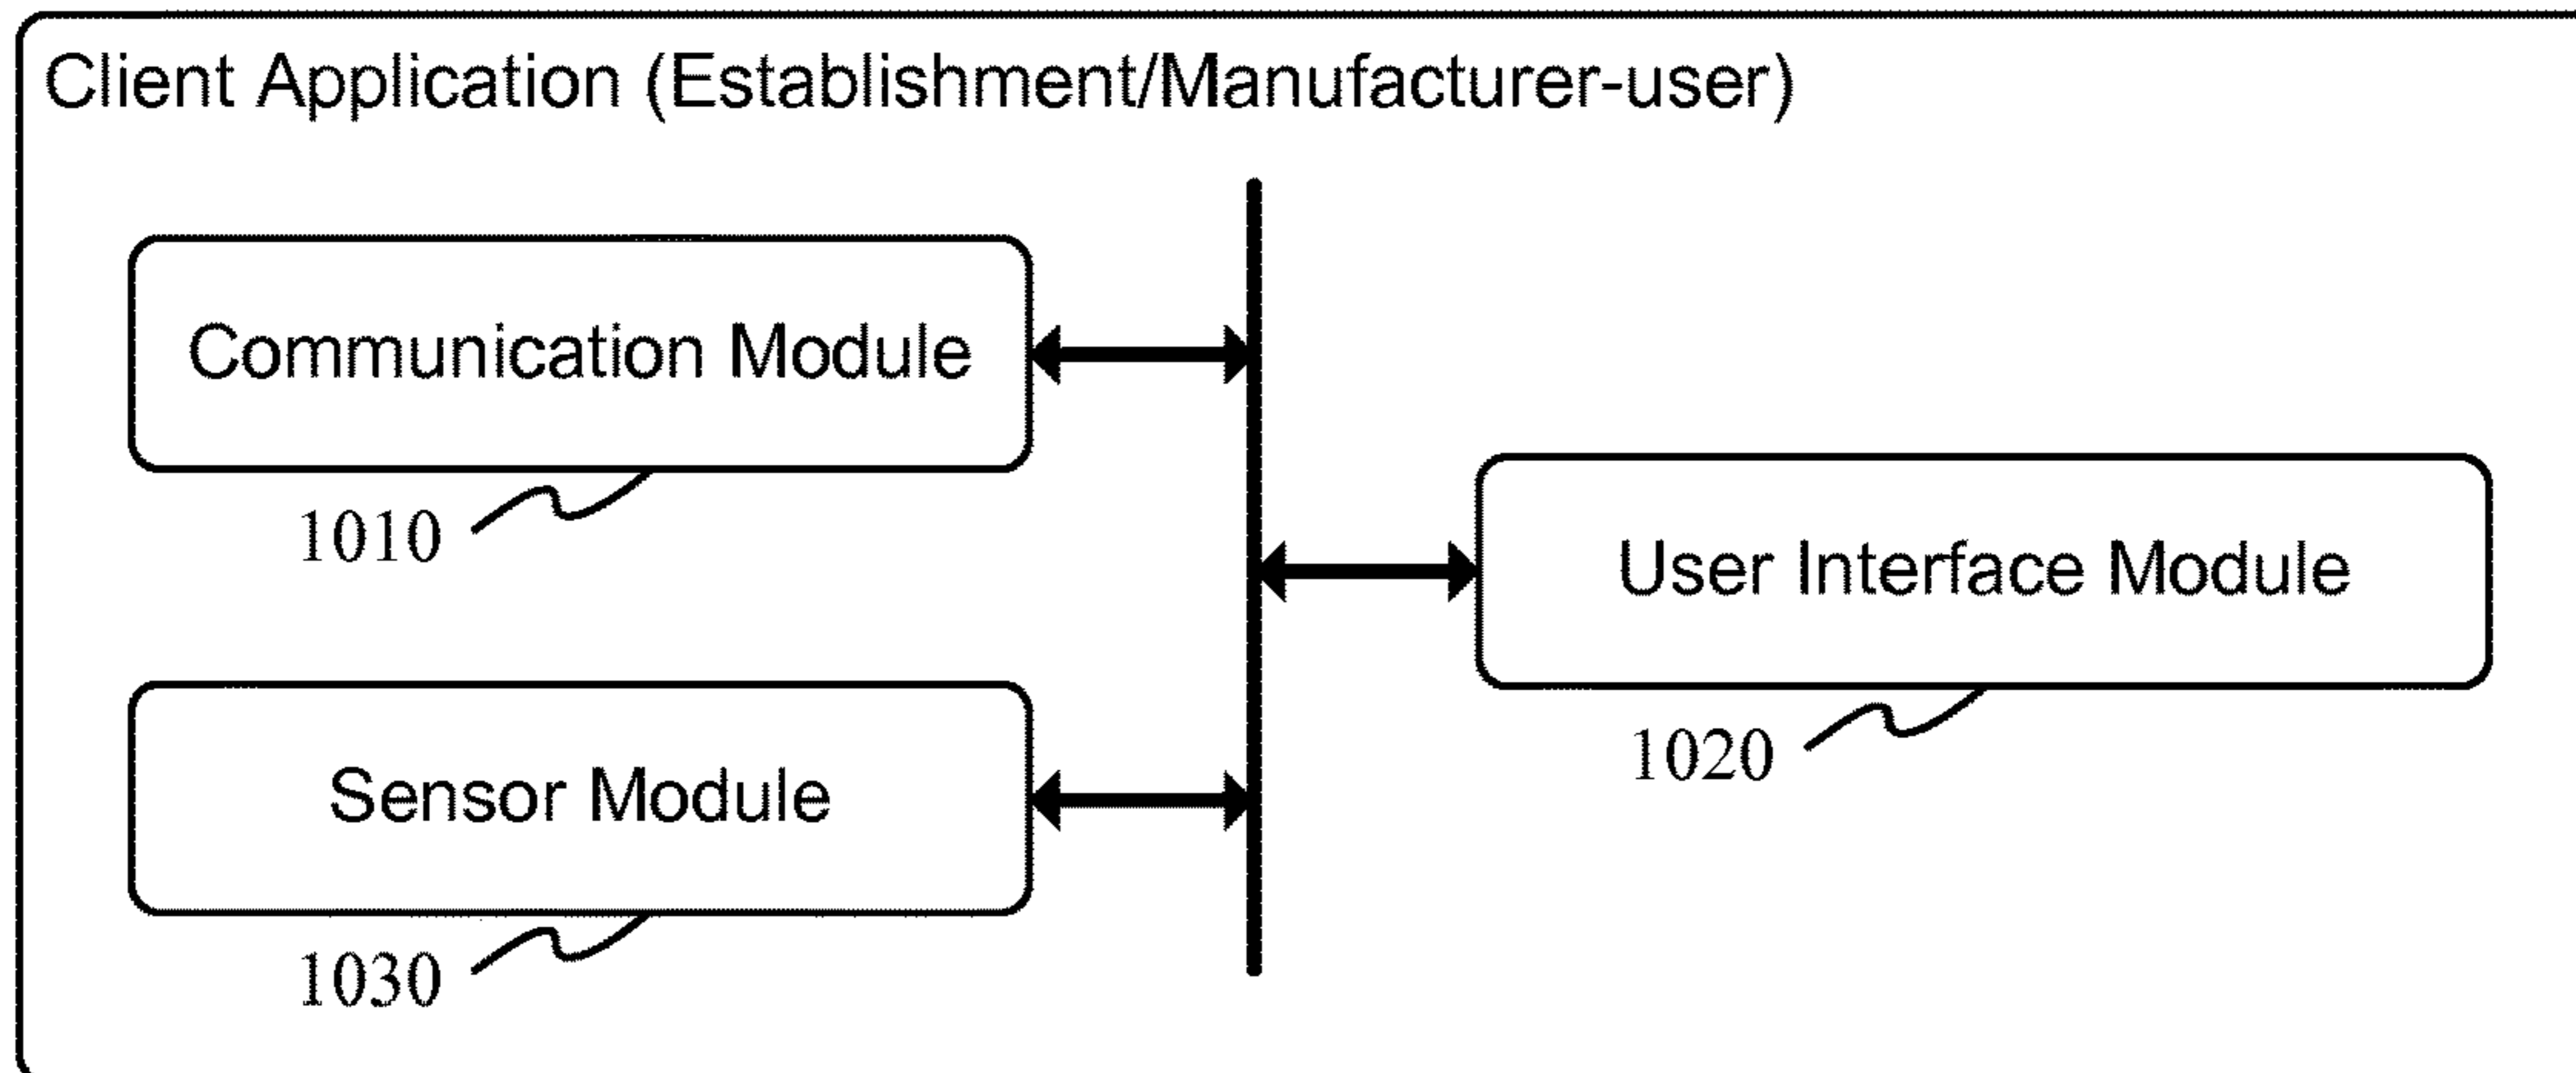 Client Application (Establishment/Manufacturer-user)
Communication Module
1010
User Interface Module
1020
Sensor Module
1030